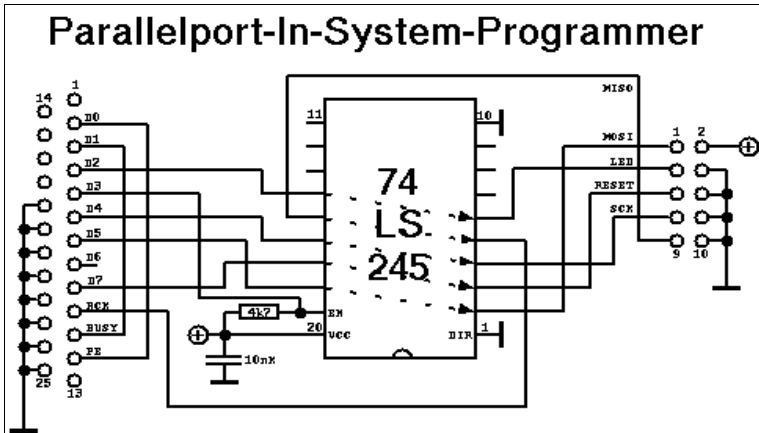 Parallelport-In-System-Programmer
1
14
D0
D1
D2
D3
D4
D5
D6
D7
ACK
BUSY
PE
25
13
11
10
74
LS
245
4k7
EN
20
VCC
DIR
1
10nx
MISO
MOSI
LED
RESET
SCK
1
2
9
10